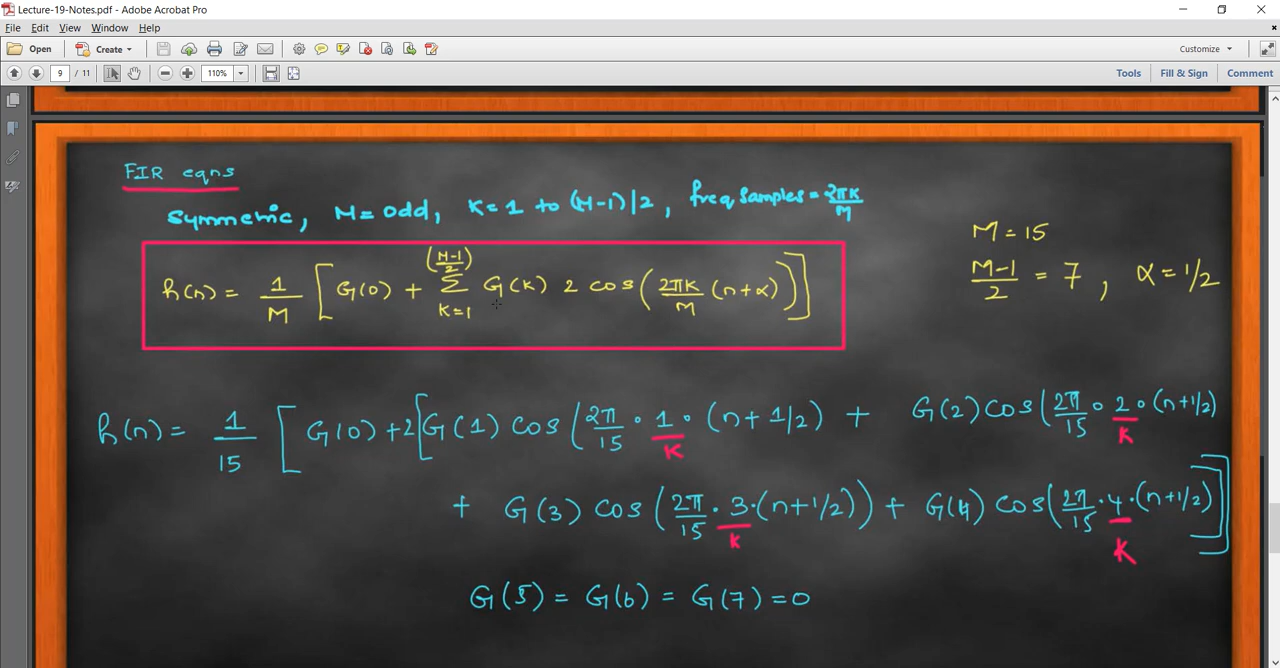 Lecture-19-Notes.pdf - Adobe Acrobat Pro
File Edit View Window Help
Open Create Customize
9 / 11 110% Tools Fill & Sign Comment
FIR eqns
Symmetric, M = odd, K = 1 to (M-1)/2, freq samples = 2πK/M
M = 15
h(n) = 1/M [ G(0) + Σ_{K=1}^{(M-1)/2} G(K) 2 cos(2πK/M (n+α)) ]
(M-1)/2 = 7, α = 1/2
h(n) = 1/15 [ G(0) + 2[ G(1) cos(2π/15 · 1 · (n+1/2) + G(2) cos(2π/15 · 2 · (n+1/2)
K K
+ G(3) cos(2π/15 · 3 · (n+1/2)) + G(4) cos(2π/15 · 4 · (n+1/2) ]]
K K
G(5) = G(6) = G(7) = 0